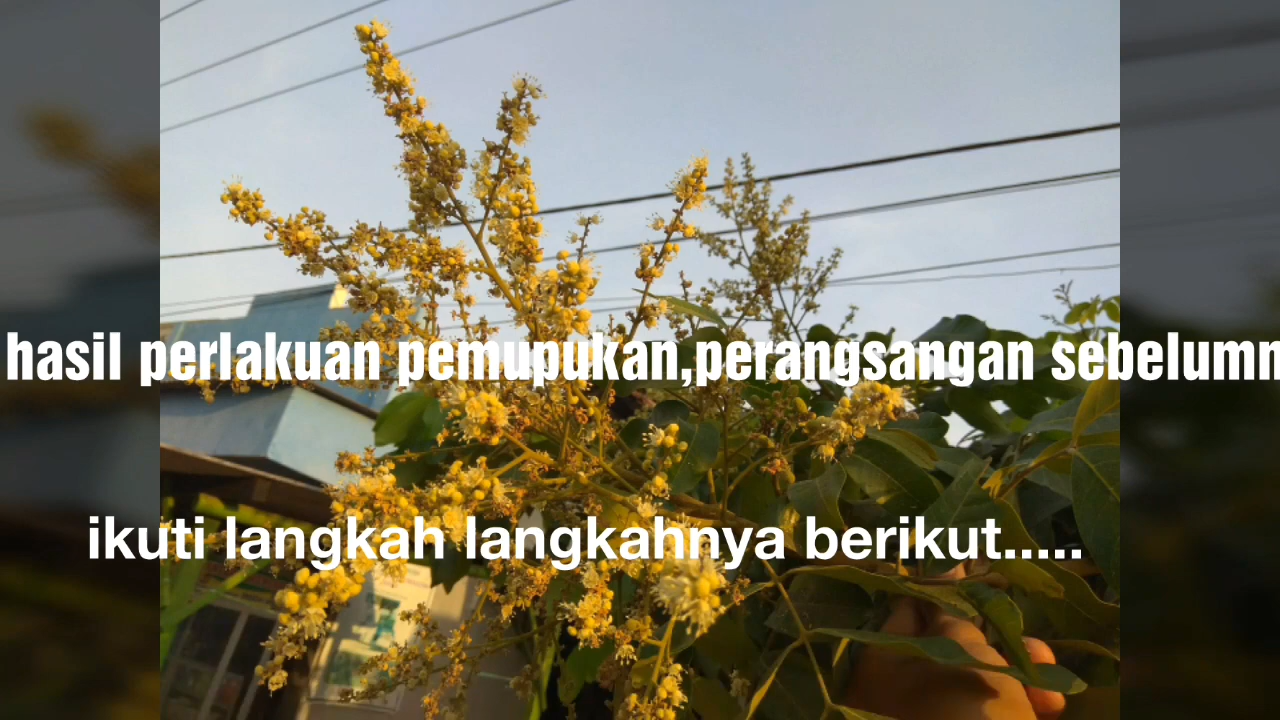 hasil perlakuan pemupukan,perangsangan sebelumn
ikuti langkah langkahnya berikut.....